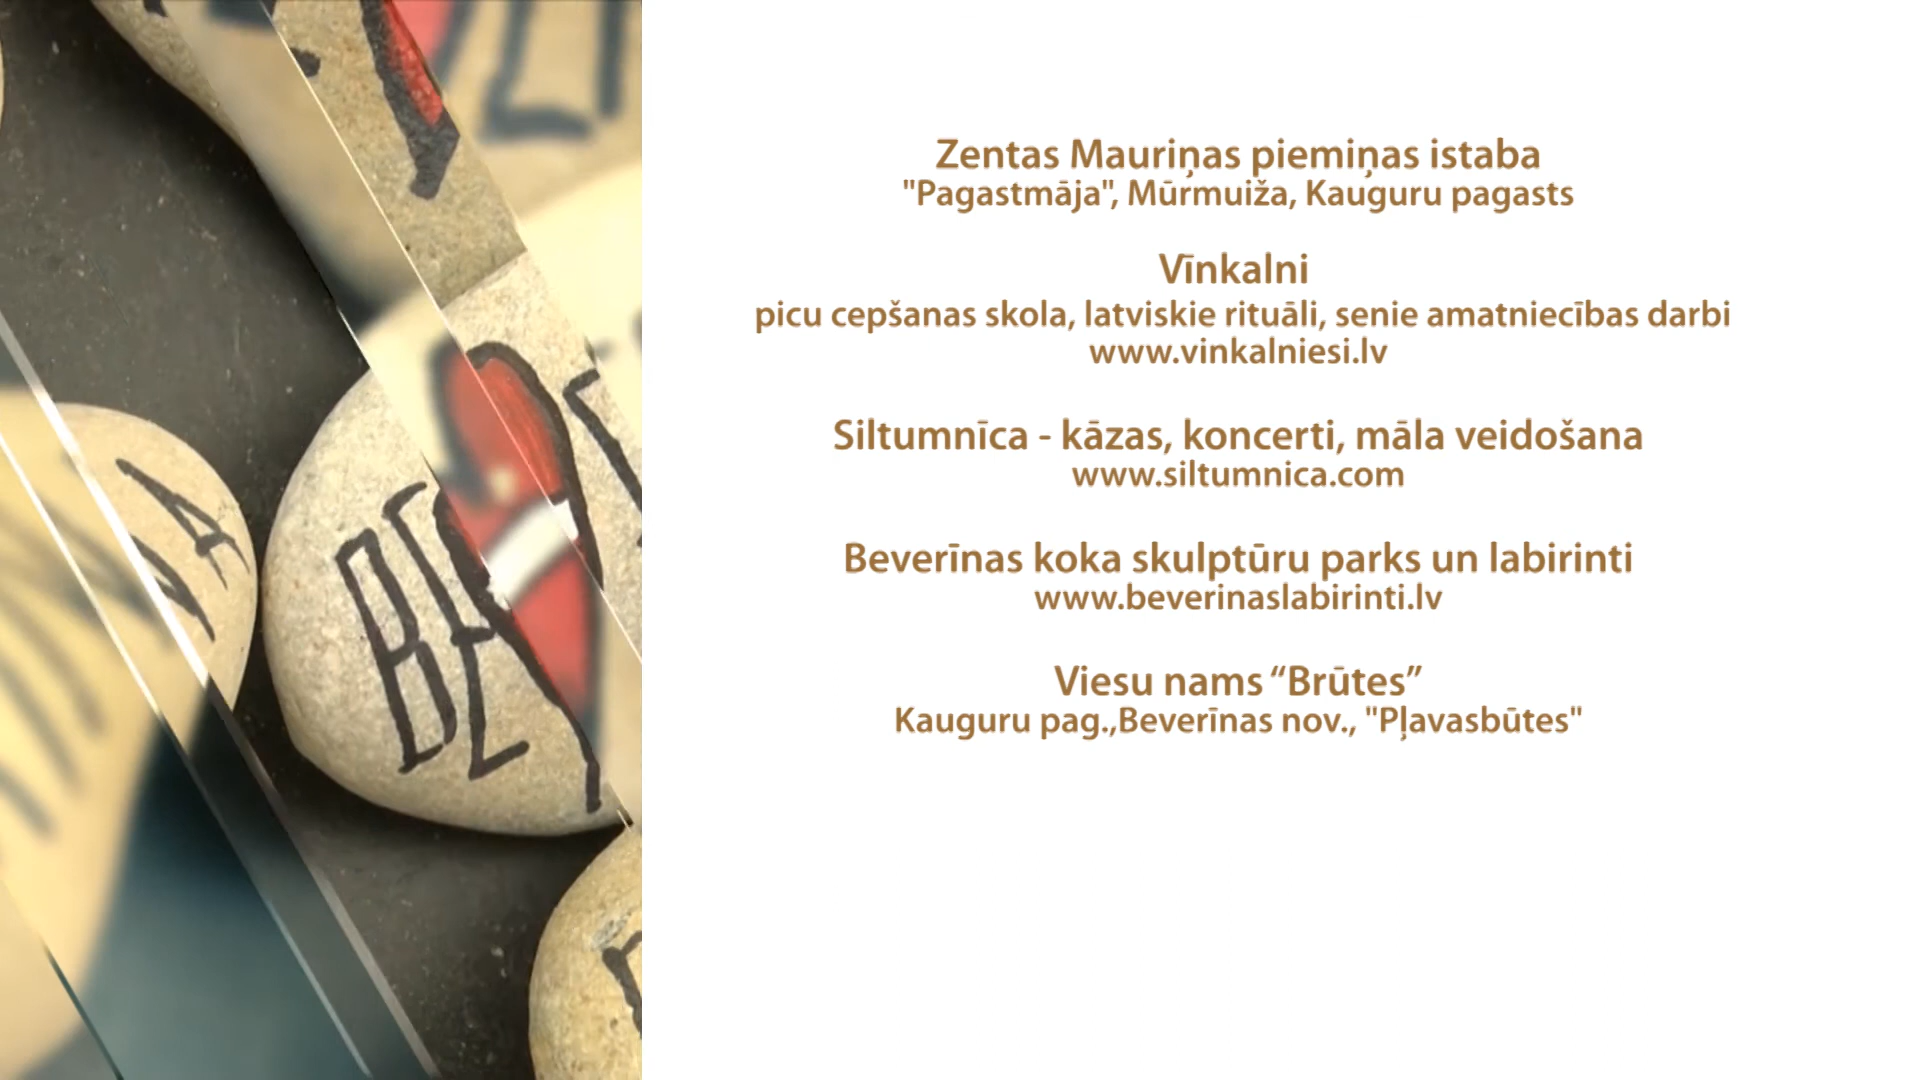 Zentas Mauriņas piemiņas istaba
"Pagastmāja", Mūrmuiža, Kauguru pagasts
Vīnkalni
picu cepšanas skola, latviskie rituāli, senie amatniecības darbi
www.vinkalniesi.lv
Siltumnīca - kāzas, koncerti, māla veidošana
www.siltumnica.com
Beverīnas koka skulptūru parks un labirinti
www.beverinaslabirinti.lv
Viesu nams “Brūtes”
Kauguru pag.,Beverīnas nov., "Pļavasbūtes"